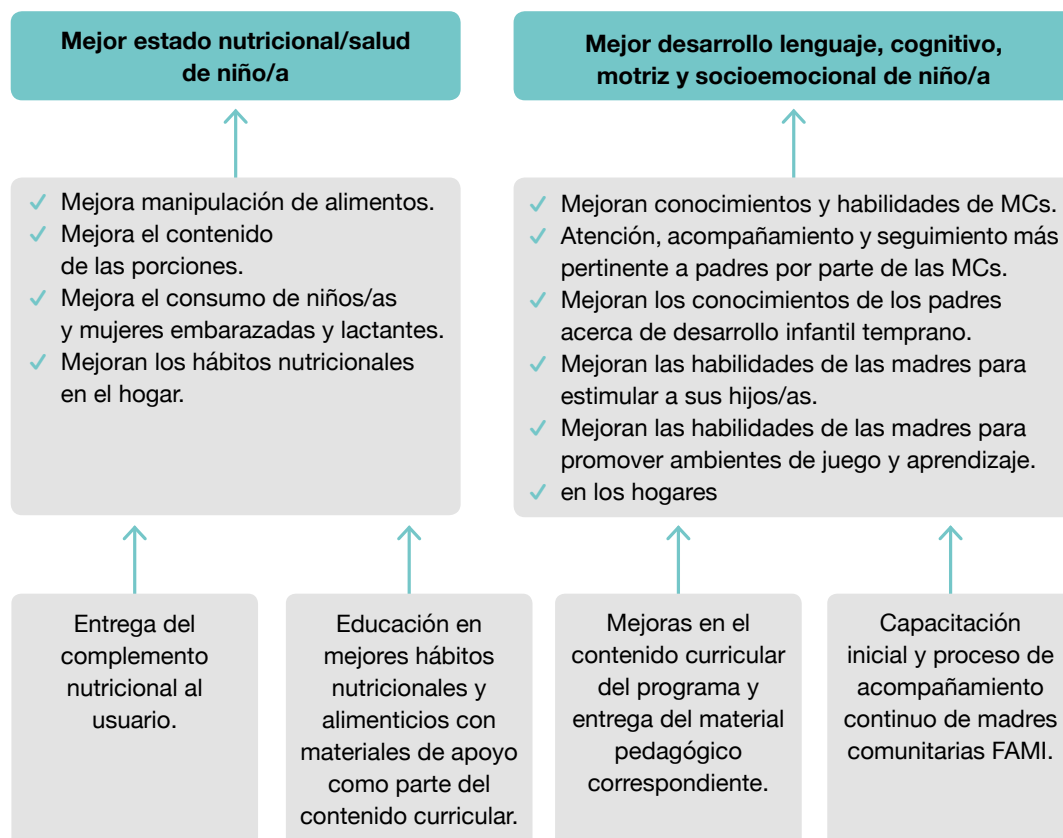 Mejor estado nutricional/salud
de niño/a
Mejor desarrollo lenguaje, cognitivo,
motriz y socioemocional de niño/a
✓ Mejora manipulación de alimentos.
✓ Mejora el contenido
de las porciones.
✓ Mejora el consumo de niños/as
y mujeres embarazadas y lactantes.
✓ Mejoran los hábitos nutricionales
en el hogar.
✓ Mejoran conocimientos y habilidades de MCs.
✓ Atención, acompañamiento y seguimiento más
pertinente a padres por parte de las MCs.
✓ Mejoran los conocimientos de los padres
acerca de desarrollo infantil temprano.
✓ Mejoran las habilidades de las madres para
estimular a sus hijos/as.
✓ Mejoran las habilidades de las madres para
promover ambientes de juego y aprendizaje.
✓ en los hogares
Entrega del
complemento
nutricional al
usuario.
Educación en
mejores hábitos
nutricionales y
alimenticios con
materiales de apoyo
como parte del
contenido curricular.
Mejoras en el
contenido curricular
del programa y
entrega del material
pedagógico
correspondiente.
Capacitación
inicial y proceso de
acompañamiento
continuo de madres
comunitarias FAMI.